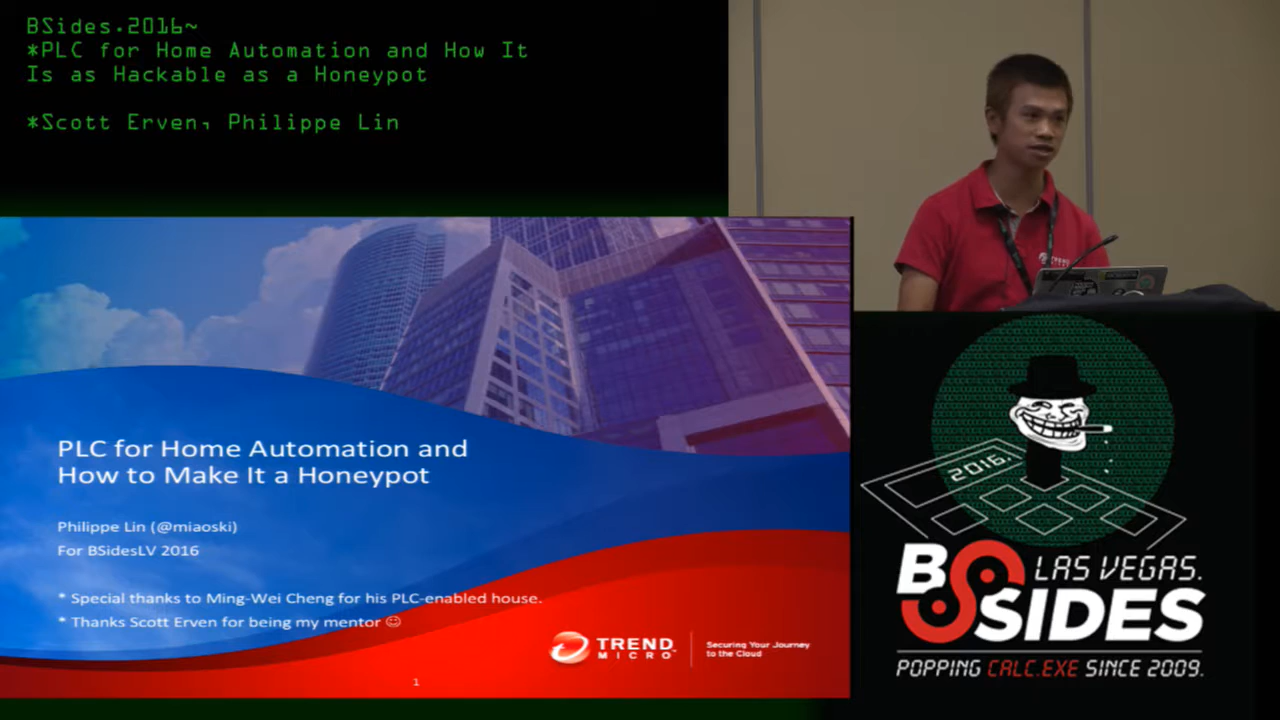 BSides.2016~
*PLC for Home Automation and How It
Is as Hackable as a Honeypot
*Scott Erven, Philippe Lin
TREND
PLC for Home Automation and
How to Make It a Honeypot
Philippe Lin (@miaoski)
For BSidesLV 2016
* Special thanks to Ming-Wei Cheng for his PLC-enabled house.
* Thanks Scott Erven for being my mentor ☺
TREND
MICRO
Securing Your Journey
to the Cloud
1
2016.
BSIDES
LAS VEGAS.
POPPING CALC.EXE SINCE 2009.